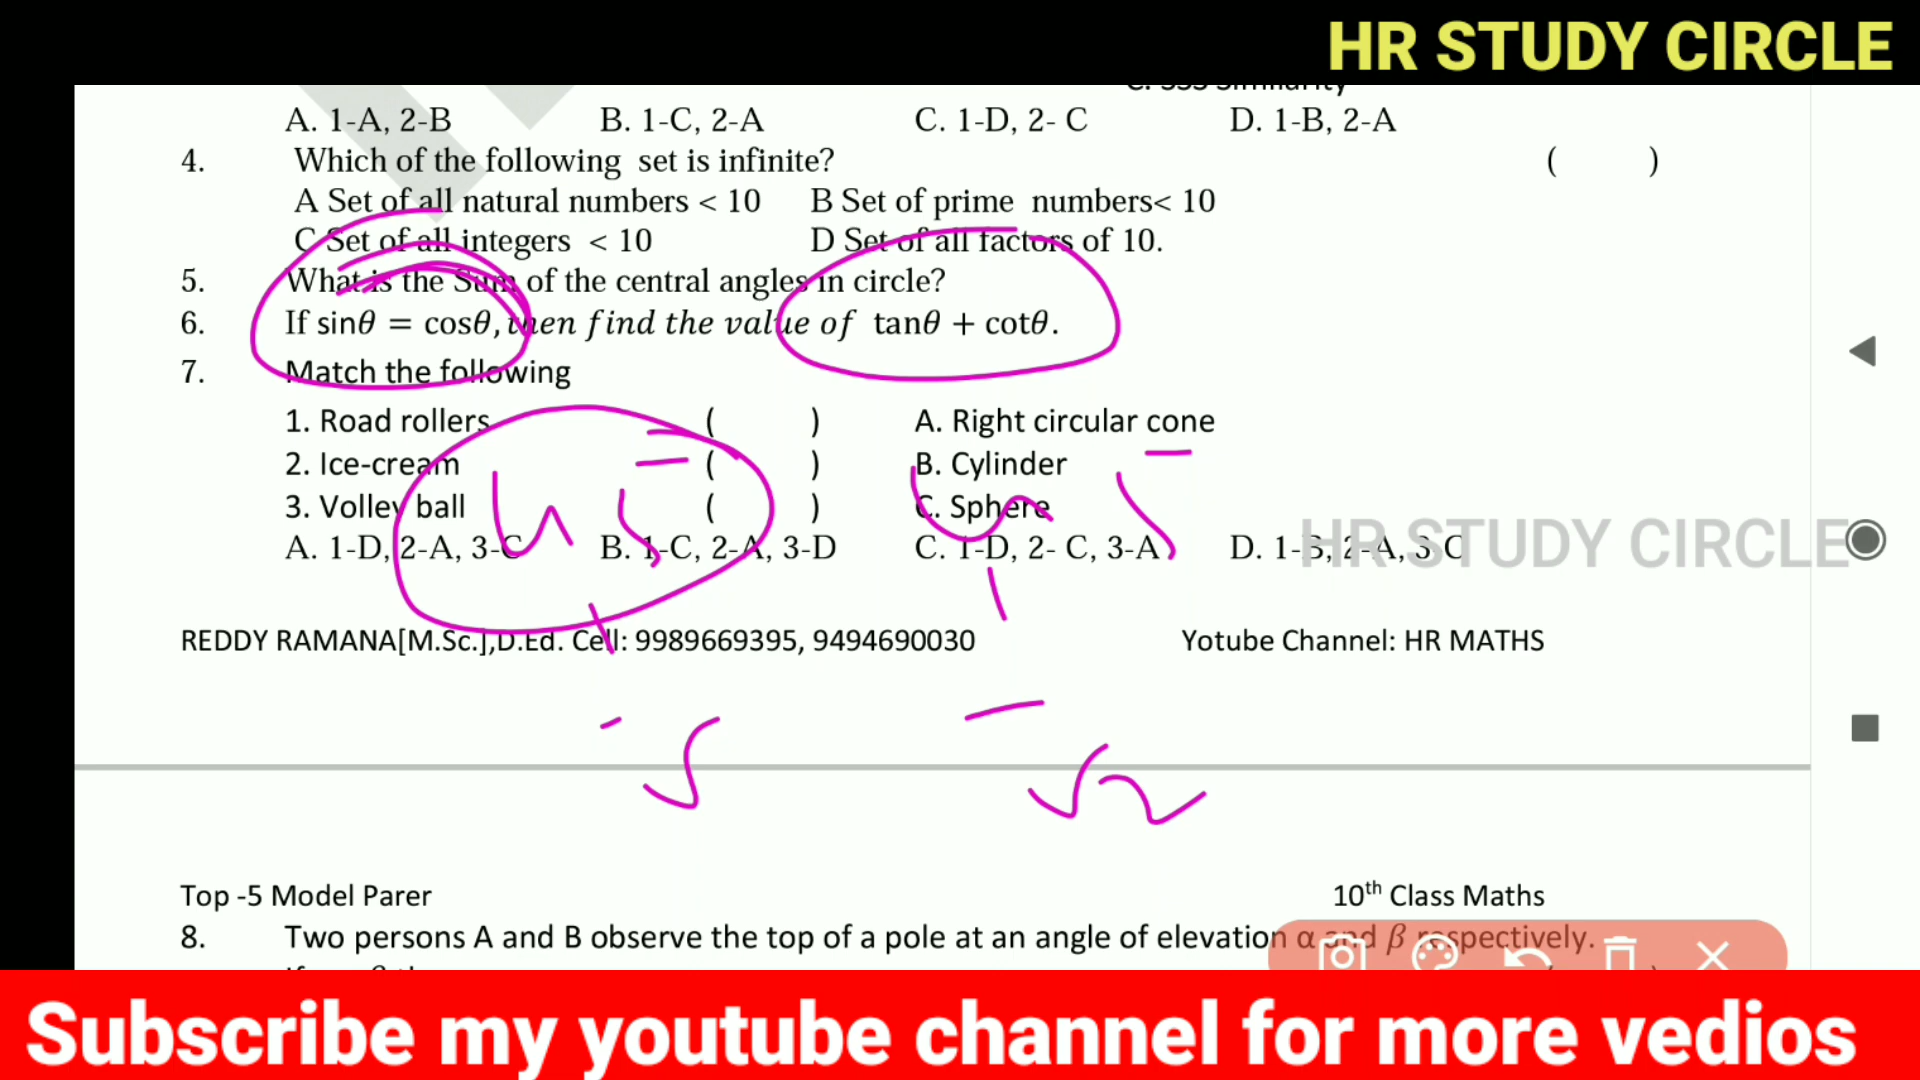 HR STUDY CIRCLE
C. SSS Similarity
A. 1-A, 2-B B. 1-C, 2-A C. 1-D, 2- C D. 1-B, 2-A
4. Which of the following set is infinite? ( )
A Set of all natural numbers < 10 B Set of prime numbers< 10
C Set of all integers < 10 D Set of all factors of 10.
5. What is the Sum of the central angles in circle?
6. If sinθ = cosθ, then find the value of tanθ + cotθ.
7. Match the following
1. Road rollers ( ) A. Right circular cone
2. Ice-cream ( ) B. Cylinder
3. Volley ball ( ) C. Sphere
A. 1-D, 2-A, 3-C B. 1-C, 2-A, 3-D C. 1-D, 2- C, 3-A D. 1-B, 2-A, 3-C
HR STUDY CIRCLE
45
REDDY RAMANA[M.Sc.],D.Ed. Cell: 9989669395, 9494690030 Yotube Channel: HR MATHS
Top -5 Model Parer 10th Class Maths
8. Two persons A and B observe the top of a pole at an angle of elevation α and β respectively.
Subscribe my youtube channel for more vedios